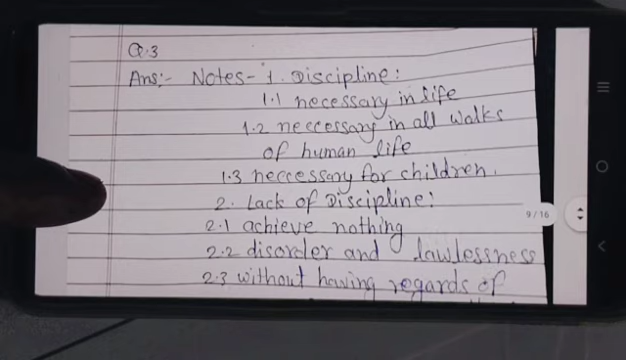 Q.3
Ans:- Notes- 1. Discipline:
1.1 necessary in life
1.2 neccessary in all walks
of human life
1.3 neccessary for children.
2. Lack of Discipline:
9/16
2.1 achieve nothing
2.2 disorder and lawlessness
2.3 without having regards of